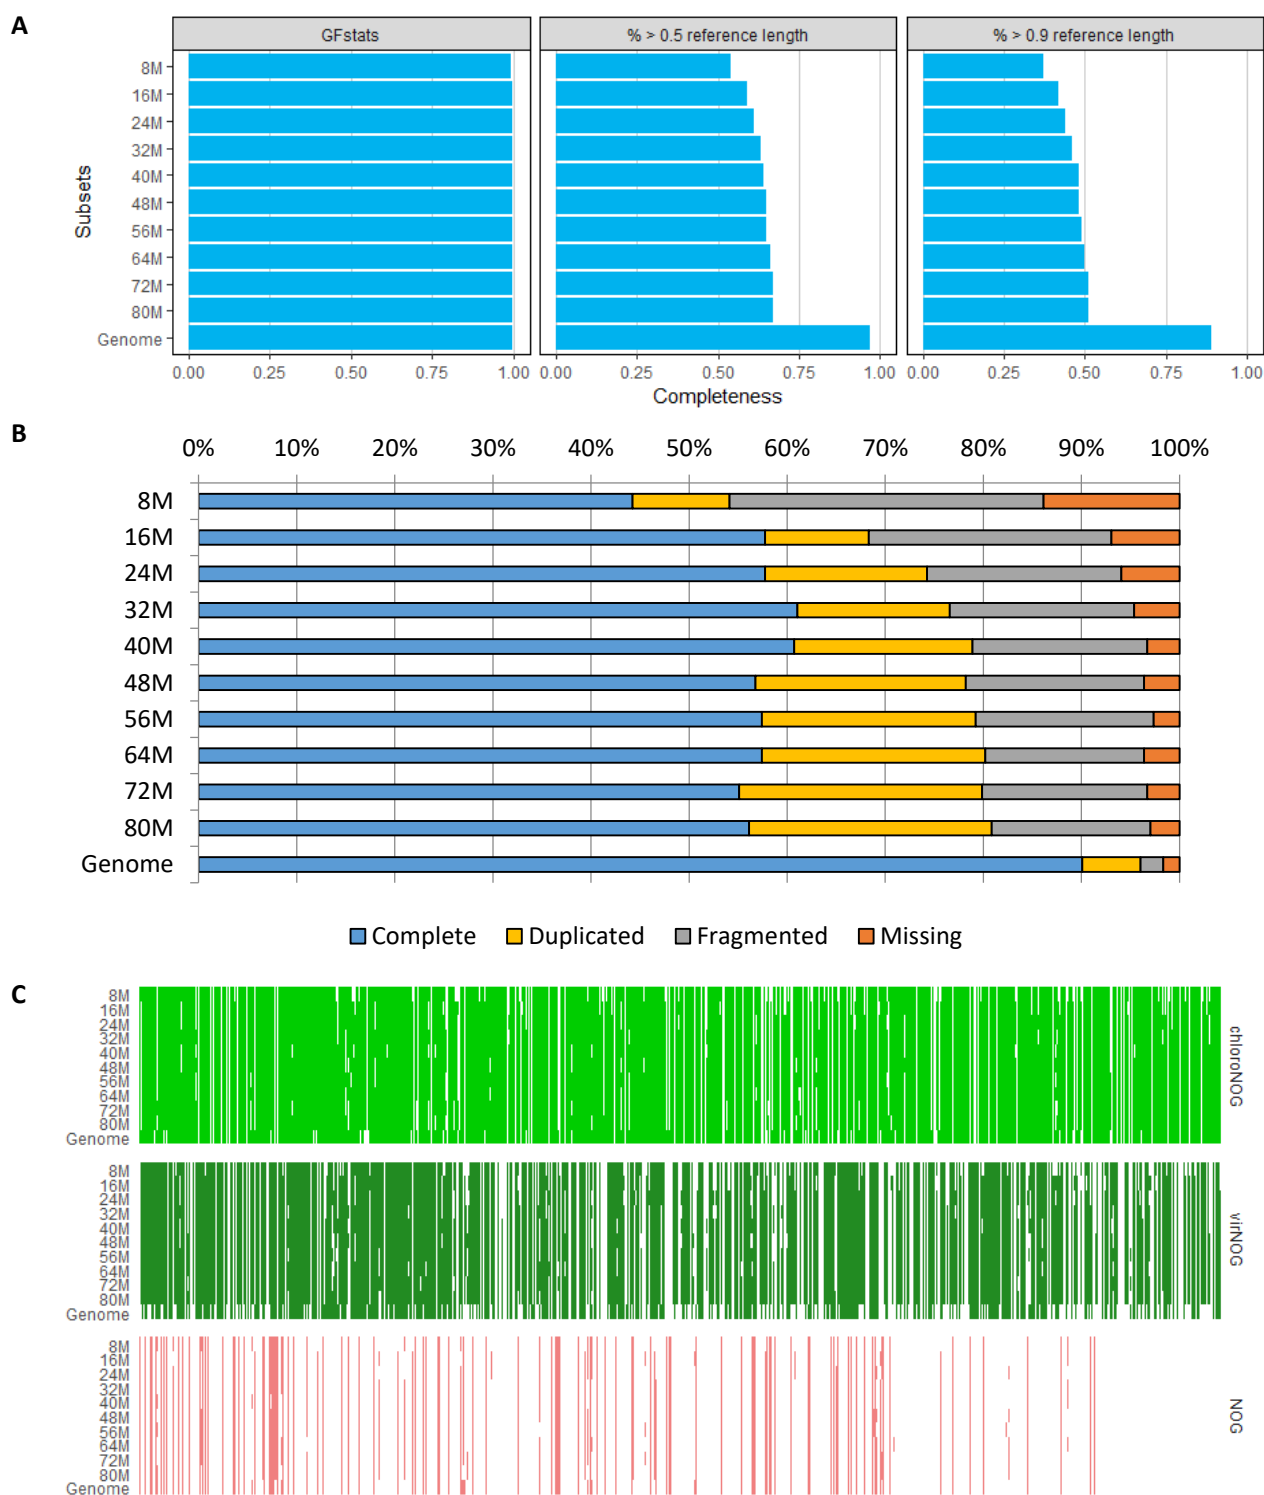 A
GFstats
% > 0.5 reference length
% > 0.9 reference length
Subsets
8M
16M
24M
32M
40M
48M
56M
64M
72M
80M
Genome
0.00 0.25 0.50 0.75 1.00
0.00 0.25 0.50 0.75 1.00
0.00 0.25 0.50 0.75 1.00
Completeness
B
0% 10% 20% 30% 40% 50% 60% 70% 80% 90% 100%
8M
16M
24M
32M
40M
48M
56M
64M
72M
80M
Genome
Complete Duplicated Fragmented Missing
C
8M
16M
24M
32M
40M
48M
56M
64M
72M
80M
Genome
chloroNOG
8M
16M
24M
32M
40M
48M
56M
64M
72M
80M
Genome
virNOG
8M
16M
24M
32M
40M
48M
56M
64M
72M
80M
Genome
NOG